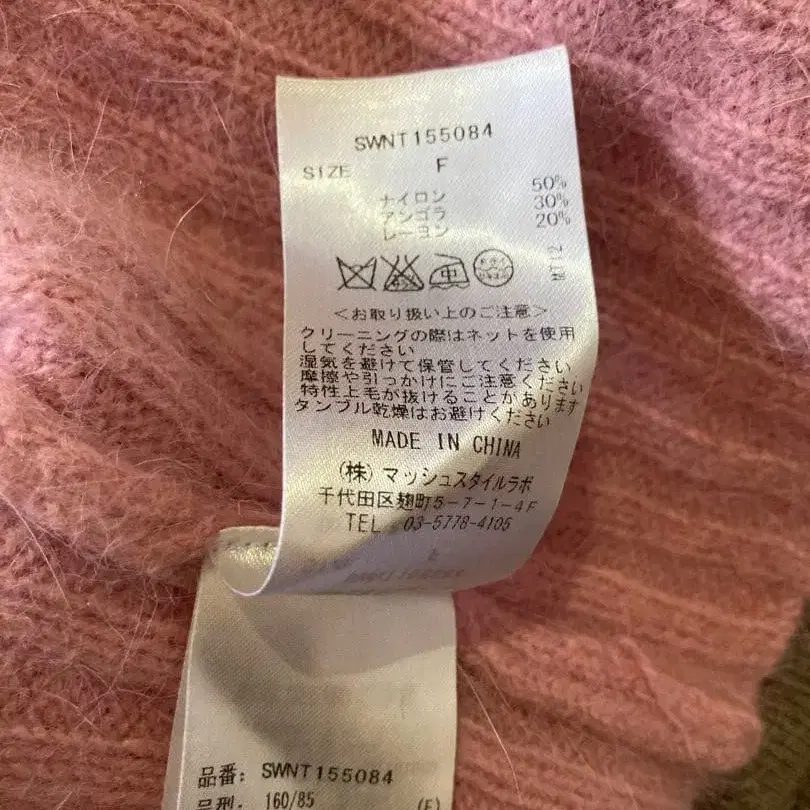 SWNT155084
SIZE F
ナイロン 50%
アンゴラ 30%
レーヨン 20%
<お取り扱い上のご注意>
クリーニングの際はネットを使用
してください
湿気を避けて保管してください
摩擦や引っかけにご注意ください
特性上毛が抜けることがあります
タンブル乾燥はお避けください
MADE IN CHINA
(株)マッシュスタイルラボ
千代田区麹町5-7-1-4F
TEL 03-5778-4105
品番: SWNT155084
品型: 160/85 (F)